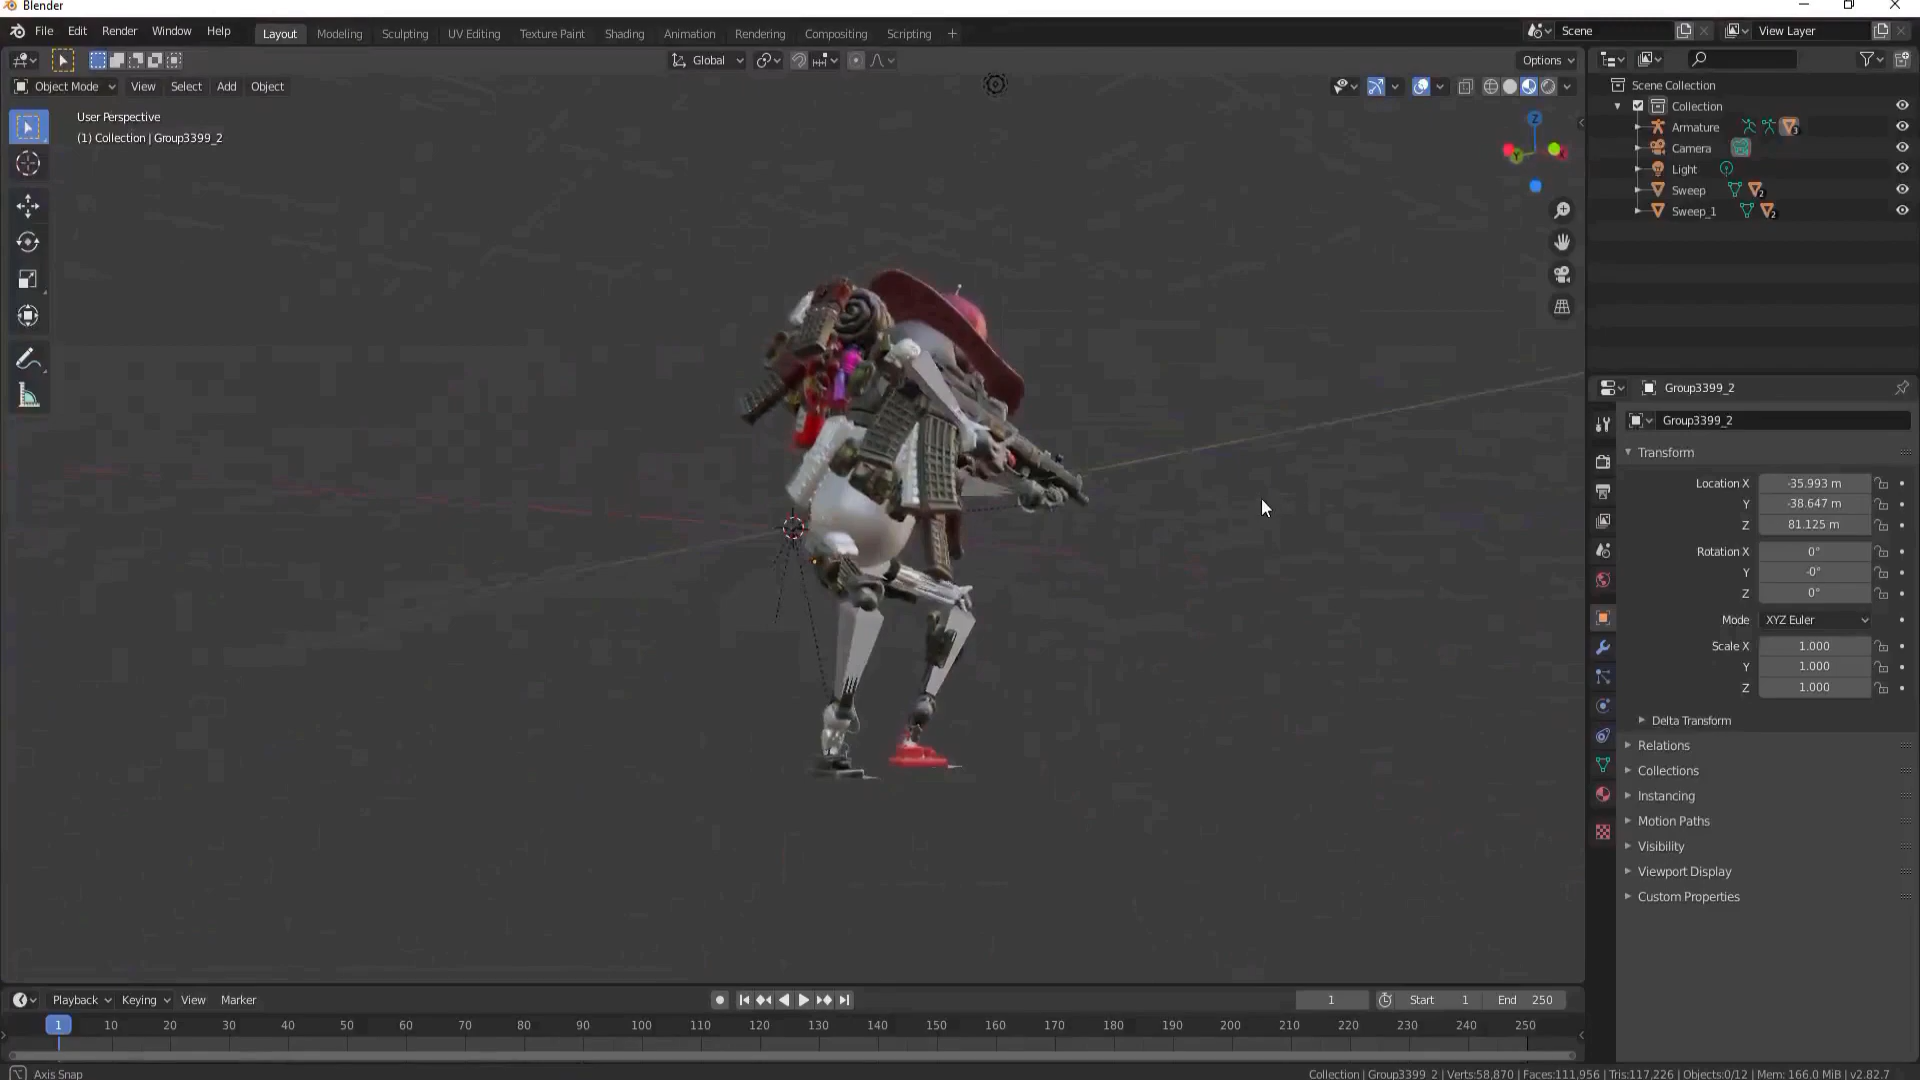 Blender
File Edit Render Window Help
Layout Modeling Sculpting UV Editing Texture Paint Shading Animation Rendering Compositing Scripting +
Scene
View Layer
Global
Options
Object Mode View Select Add Object
User Perspective
(1) Collection | Group3399_2
Z
Y
Scene Collection
Collection
Armature 3
Camera
Light
Sweep 2
Sweep_1 2
Group3399_2
Group3399_2
Transform
Location X -35.993 m
Y -38.647 m
Z 81.125 m
Rotation X 0°
Y -0°
Z 0°
Mode XYZ Euler
Scale X 1.000
Y 1.000
Z 1.000
Delta Transform
Relations
Collections
Instancing
Motion Paths
Visibility
Viewport Display
Custom Properties
Playback Keying View Marker
1 Start 1 End 250
1 10 20 30 40 50 60 70 80 90 100 110 120 130 140 150 160 170 180 190 200 210 220 230 240 250
Axis Snap
Collection | Group3399_2 | Verts:58,870 | Faces:111,956 | Tris:117,226 | Objects:0/12 | Mem: 166.0 MiB | v2.82.7